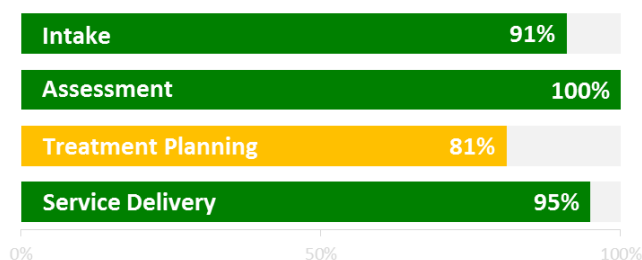 Intake 91%
Assessment 100%
Treatment Planning 81%
Service Delivery 95%
0% 50% 100%